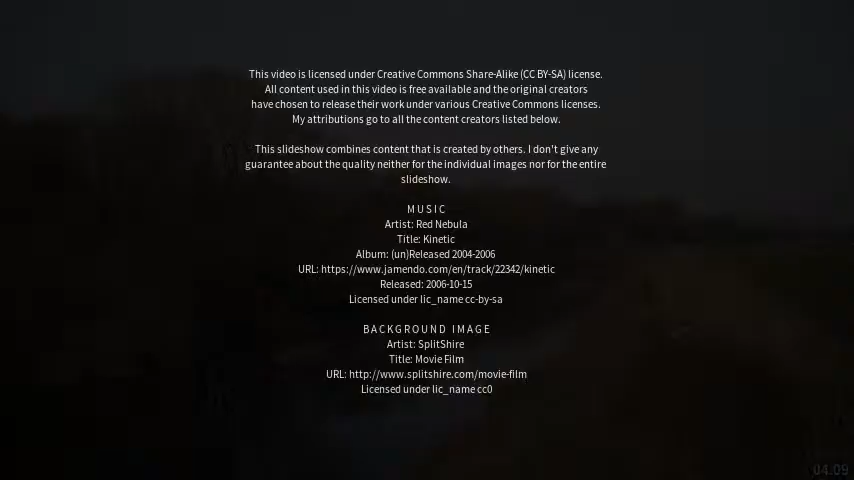 This video is licensed under Creative Commons Share-Alike (CC BY-SA) license.
All content used in this video is free available and the original creators
have chosen to release their work under various Creative Commons licenses.
My attributions go to all the content creators listed below.
This slideshow combines content that is created by others. I don't give any
guarantee about the quality neither for the individual images nor for the entire
slideshow.
MUSIC
Artist: Red Nebula
Title: Kinetic
Album: (un)Released 2004-2006
URL: https://www.jamendo.com/en/track/22342/kinetic
Released: 2006-10-15
Licensed under lic_name cc-by-sa
BACKGROUND IMAGE
Artist: SplitShire
Title: Movie Film
URL: http://www.splitshire.com/movie-film
Licensed under lic_name cc0
04:09